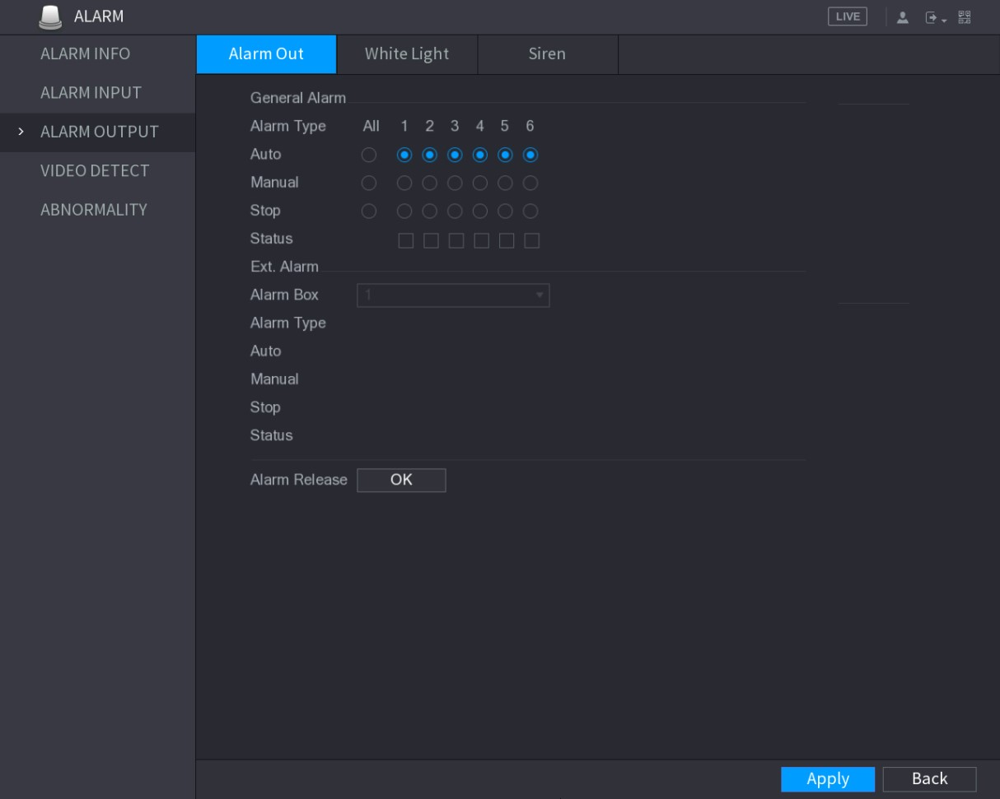 ALARM
LIVE
ALARM INFO
ALARM INPUT
ALARM OUTPUT
VIDEO DETECT
ABNORMALITY
Alarm Out White Light Siren
General Alarm
Alarm Type All 1 2 3 4 5 6
Auto
Manual
Stop
Status
Ext. Alarm
Alarm Box 1
Alarm Type
Auto
Manual
Stop
Status
Alarm Release OK
Apply Back